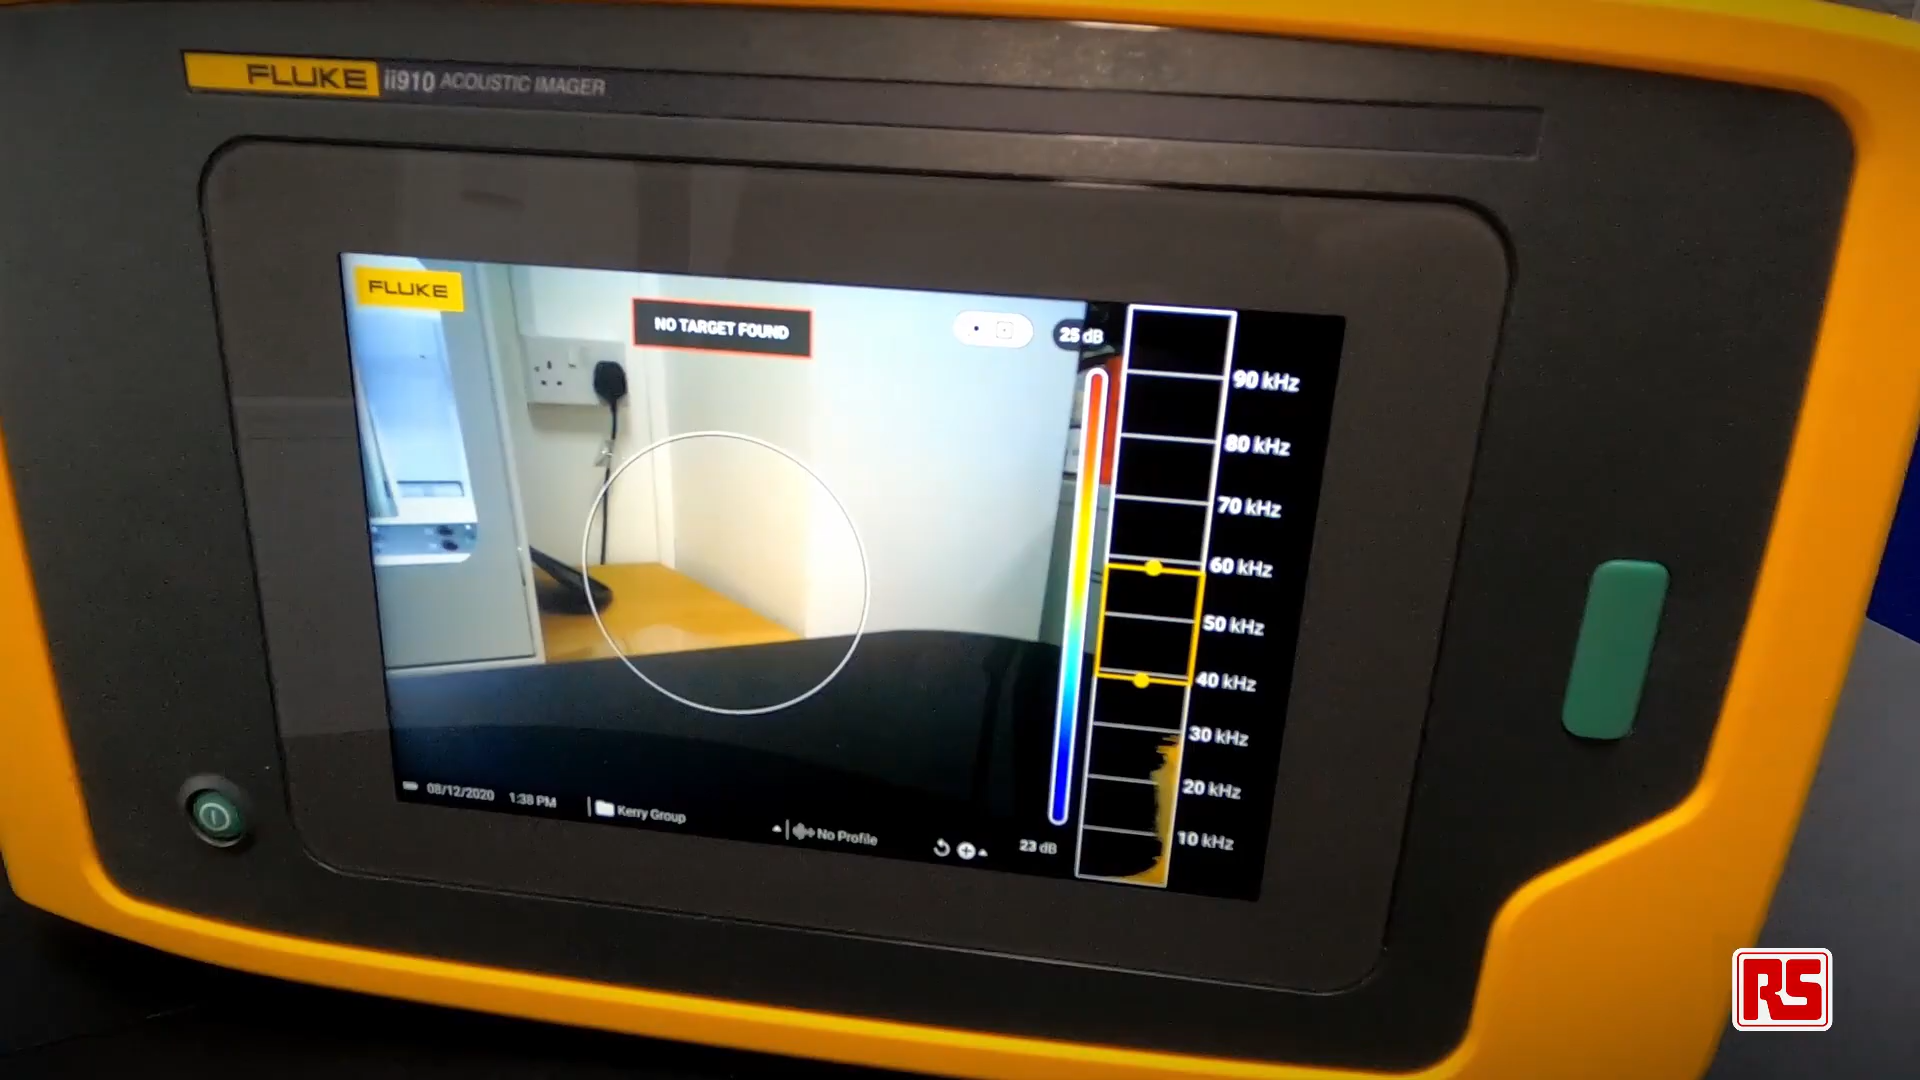 FLUKE ii910 ACOUSTIC IMAGER
FLUKE
NO TARGET FOUND
25 dB
90 kHz
80 kHz
70 kHz
60 kHz
50 kHz
40 kHz
30 kHz
20 kHz
10 kHz
08/12/2020 1:38 PM
Kerry Group
No Profile
23 dB
RS